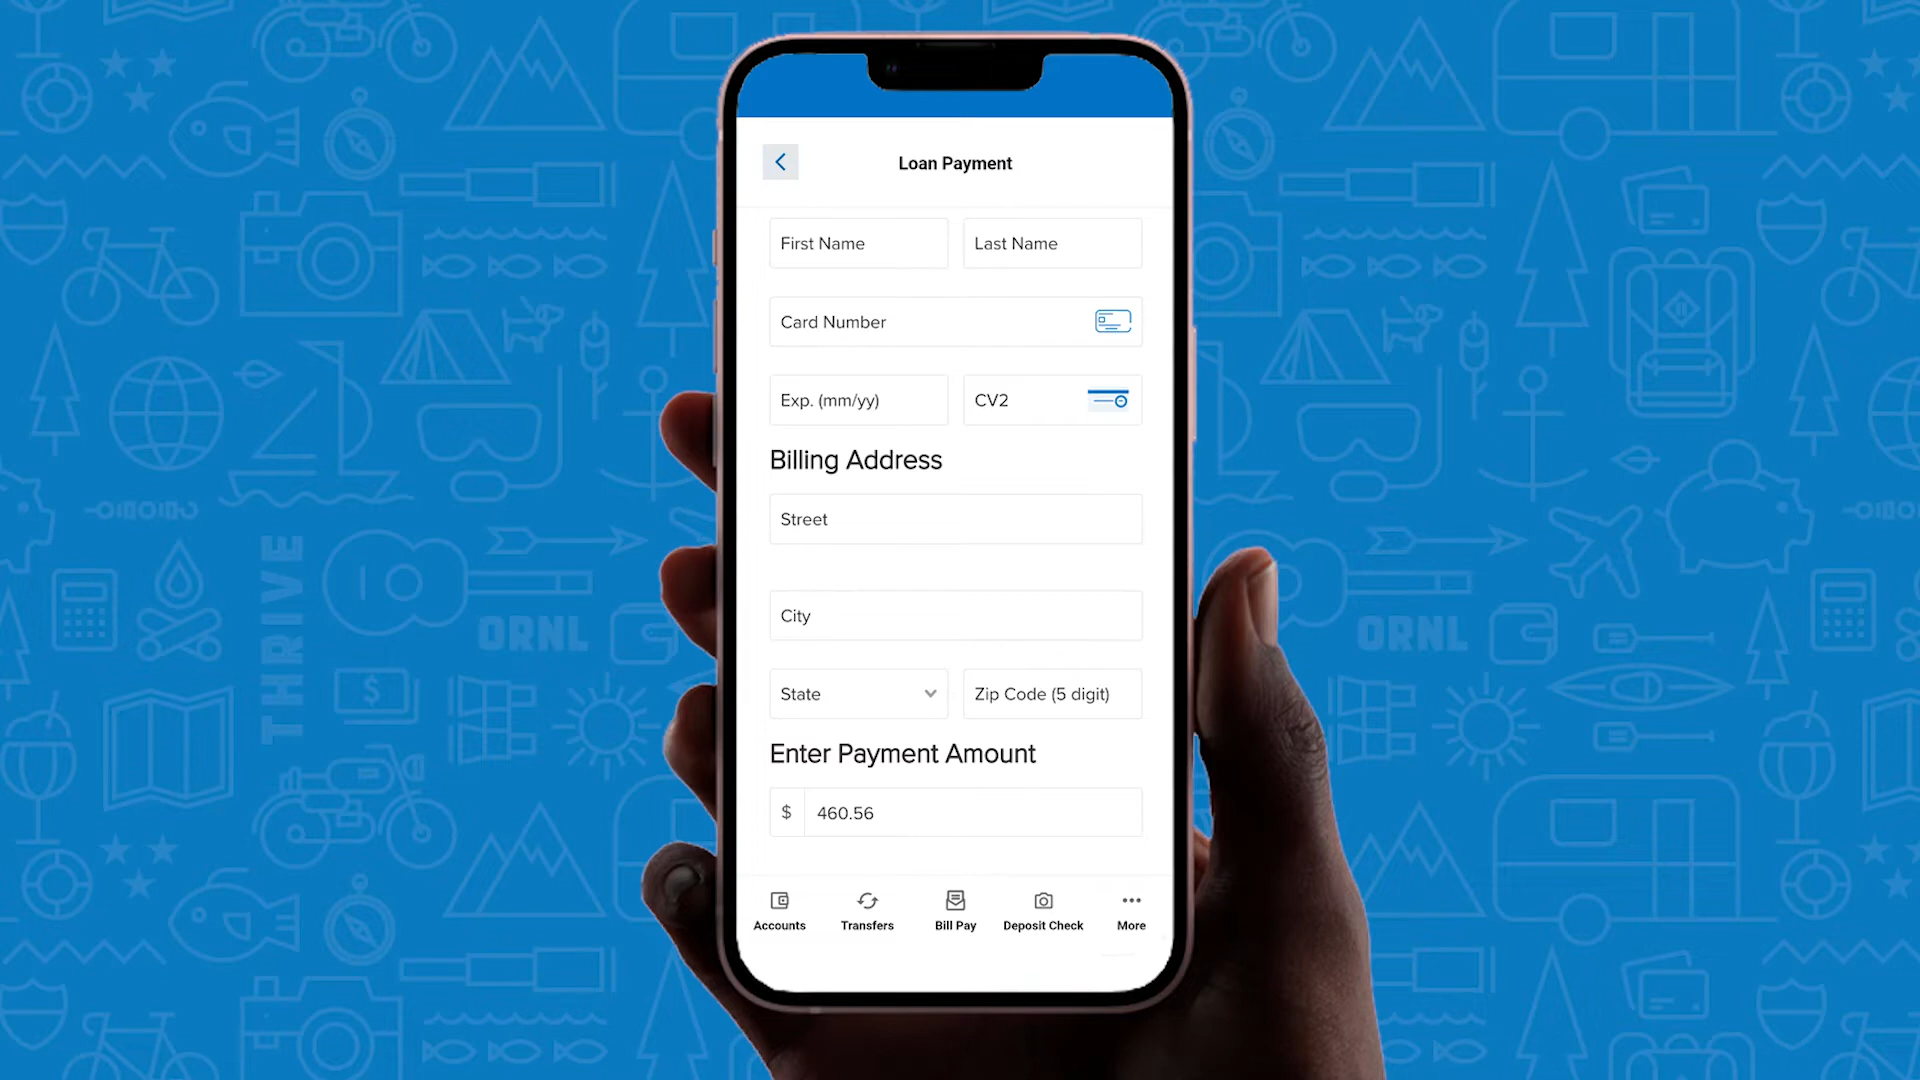 Loan Payment
First Name
Last Name
Card Number
Exp. (mm/yy)
CV2
Billing Address
Street
City
State
Zip Code (5 digit)
Enter Payment Amount
$ 460.56
Accounts
Transfers
Bill Pay
Deposit Check
More
THRIVE
ORNL
ORNL